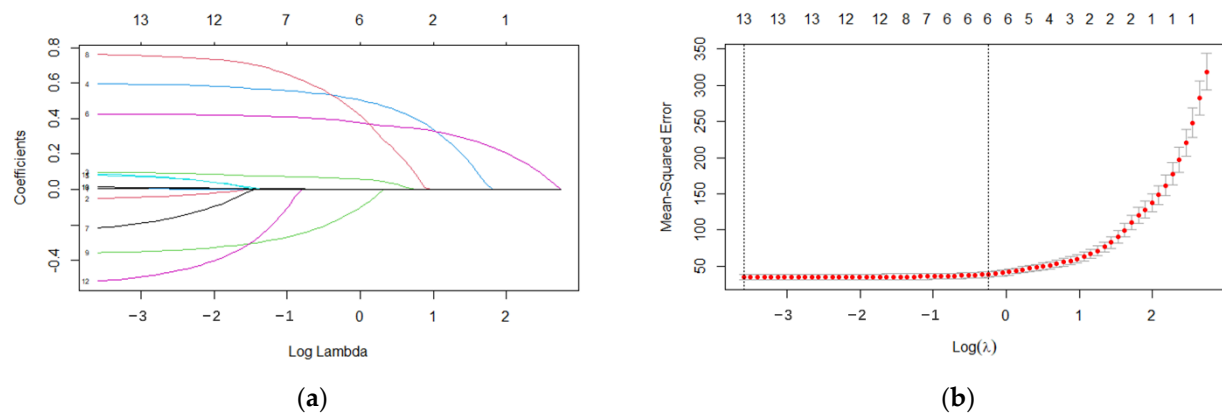 13 12 7 6 2 1
0.8
8
4
0.6
6
0.4
0.2
0.0
2
7
9
−0.4
12
Coefficients
−3 −2 −1 0 1 2
Log Lambda
(a)
13 13 13 12 12 8 7 6 6 6 6 5 4 3 2 2 2 1 1 1
350
300
250
200
150
100
50
Mean-Squared Error
−3 −2 −1 0 1 2
Log(λ)
(b)